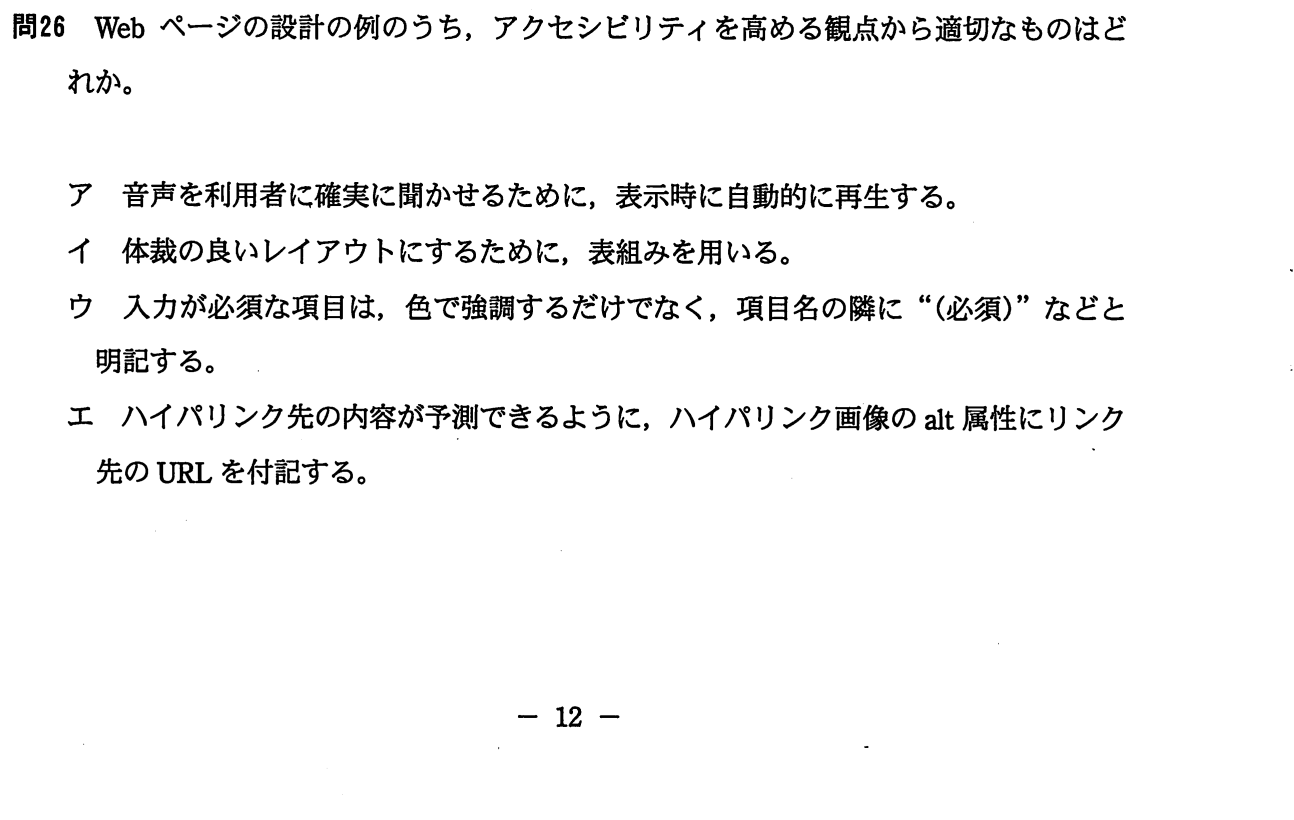 問26 Web ページの設計の例のうち，アクセシビリティを高める観点から適切なものはど
れか。
ア 音声を利用者に確実に聞かせるために，表示時に自動的に再生する。
イ 体裁の良いレイアウトにするために，表組みを用いる。
ウ 入力が必須な項目は，色で強調するだけでなく，項目名の隣に“(必須)”などと
明記する。
エ ハイパリンク先の内容が予測できるように，ハイパリンク画像の alt 属性にリンク
先の URL を付記する。
－ 12 －